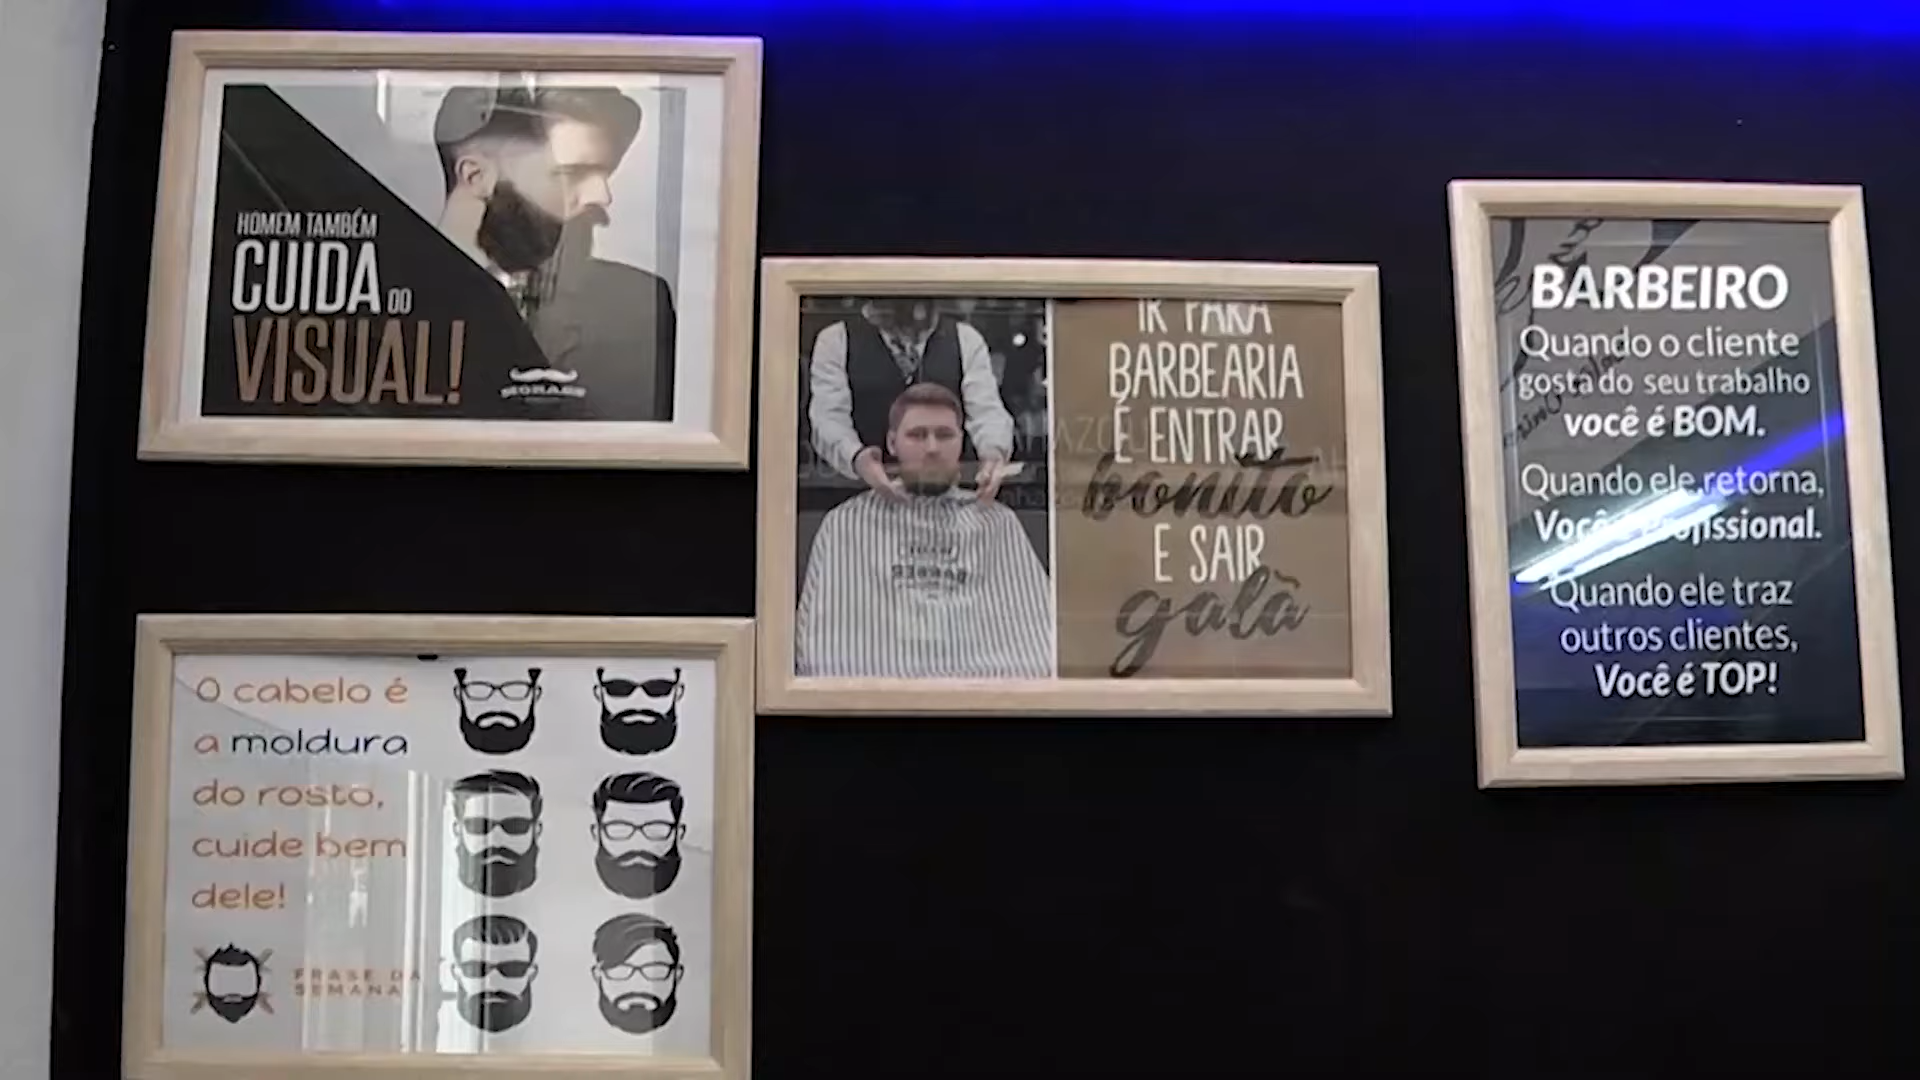 HOMEM TAMBÉM
CUIDA DO
VISUAL!
IR PARA
BARBEARIA
É ENTRAR
bonito
E SAIR
galã
BARBEIRO
Quando o cliente
gosta do seu trabalho
você é BOM.
Quando ele retorna,
Você é Profissional.
Quando ele traz
outros clientes,
Você é TOP!
O cabelo é
a moldura
do rosto,
cuide bem
dele!
FRASE DA
SEMANA